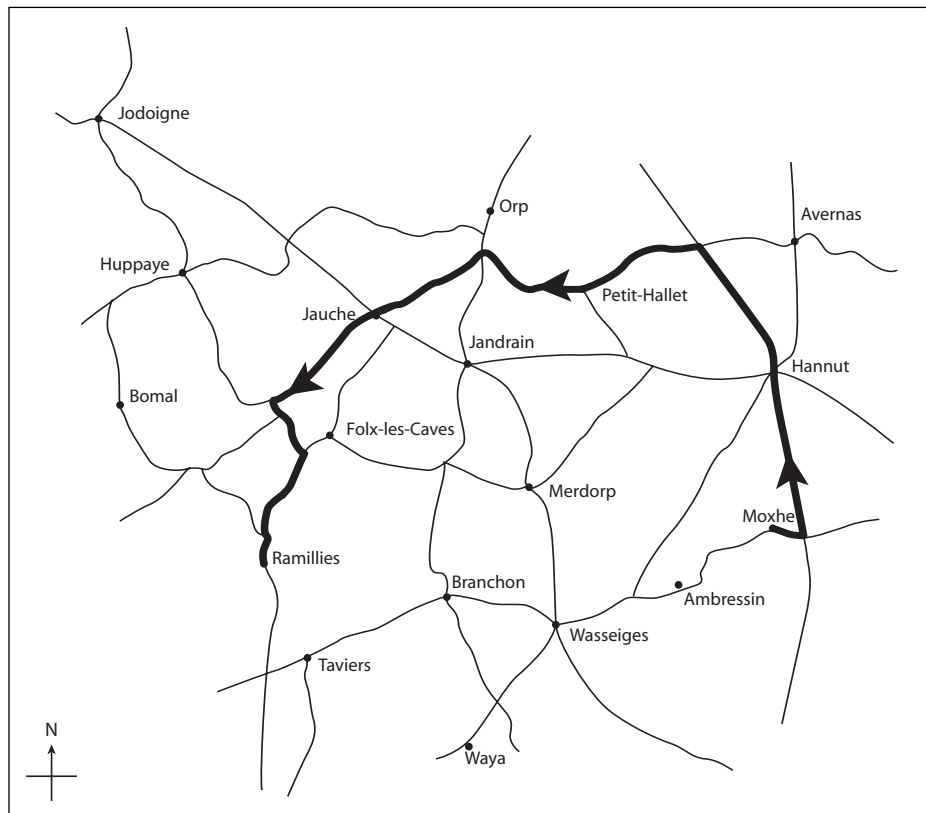 Jodoigne
Orp
Avernas
Huppaye
Petit-Hallet
Jauche
Jandrain
Hannut
Bomal
Folx-les-Caves
Merdorp
Moxhe
Ramillies
Branchon
Ambressin
Wasseiges
Taviers
N
Waya